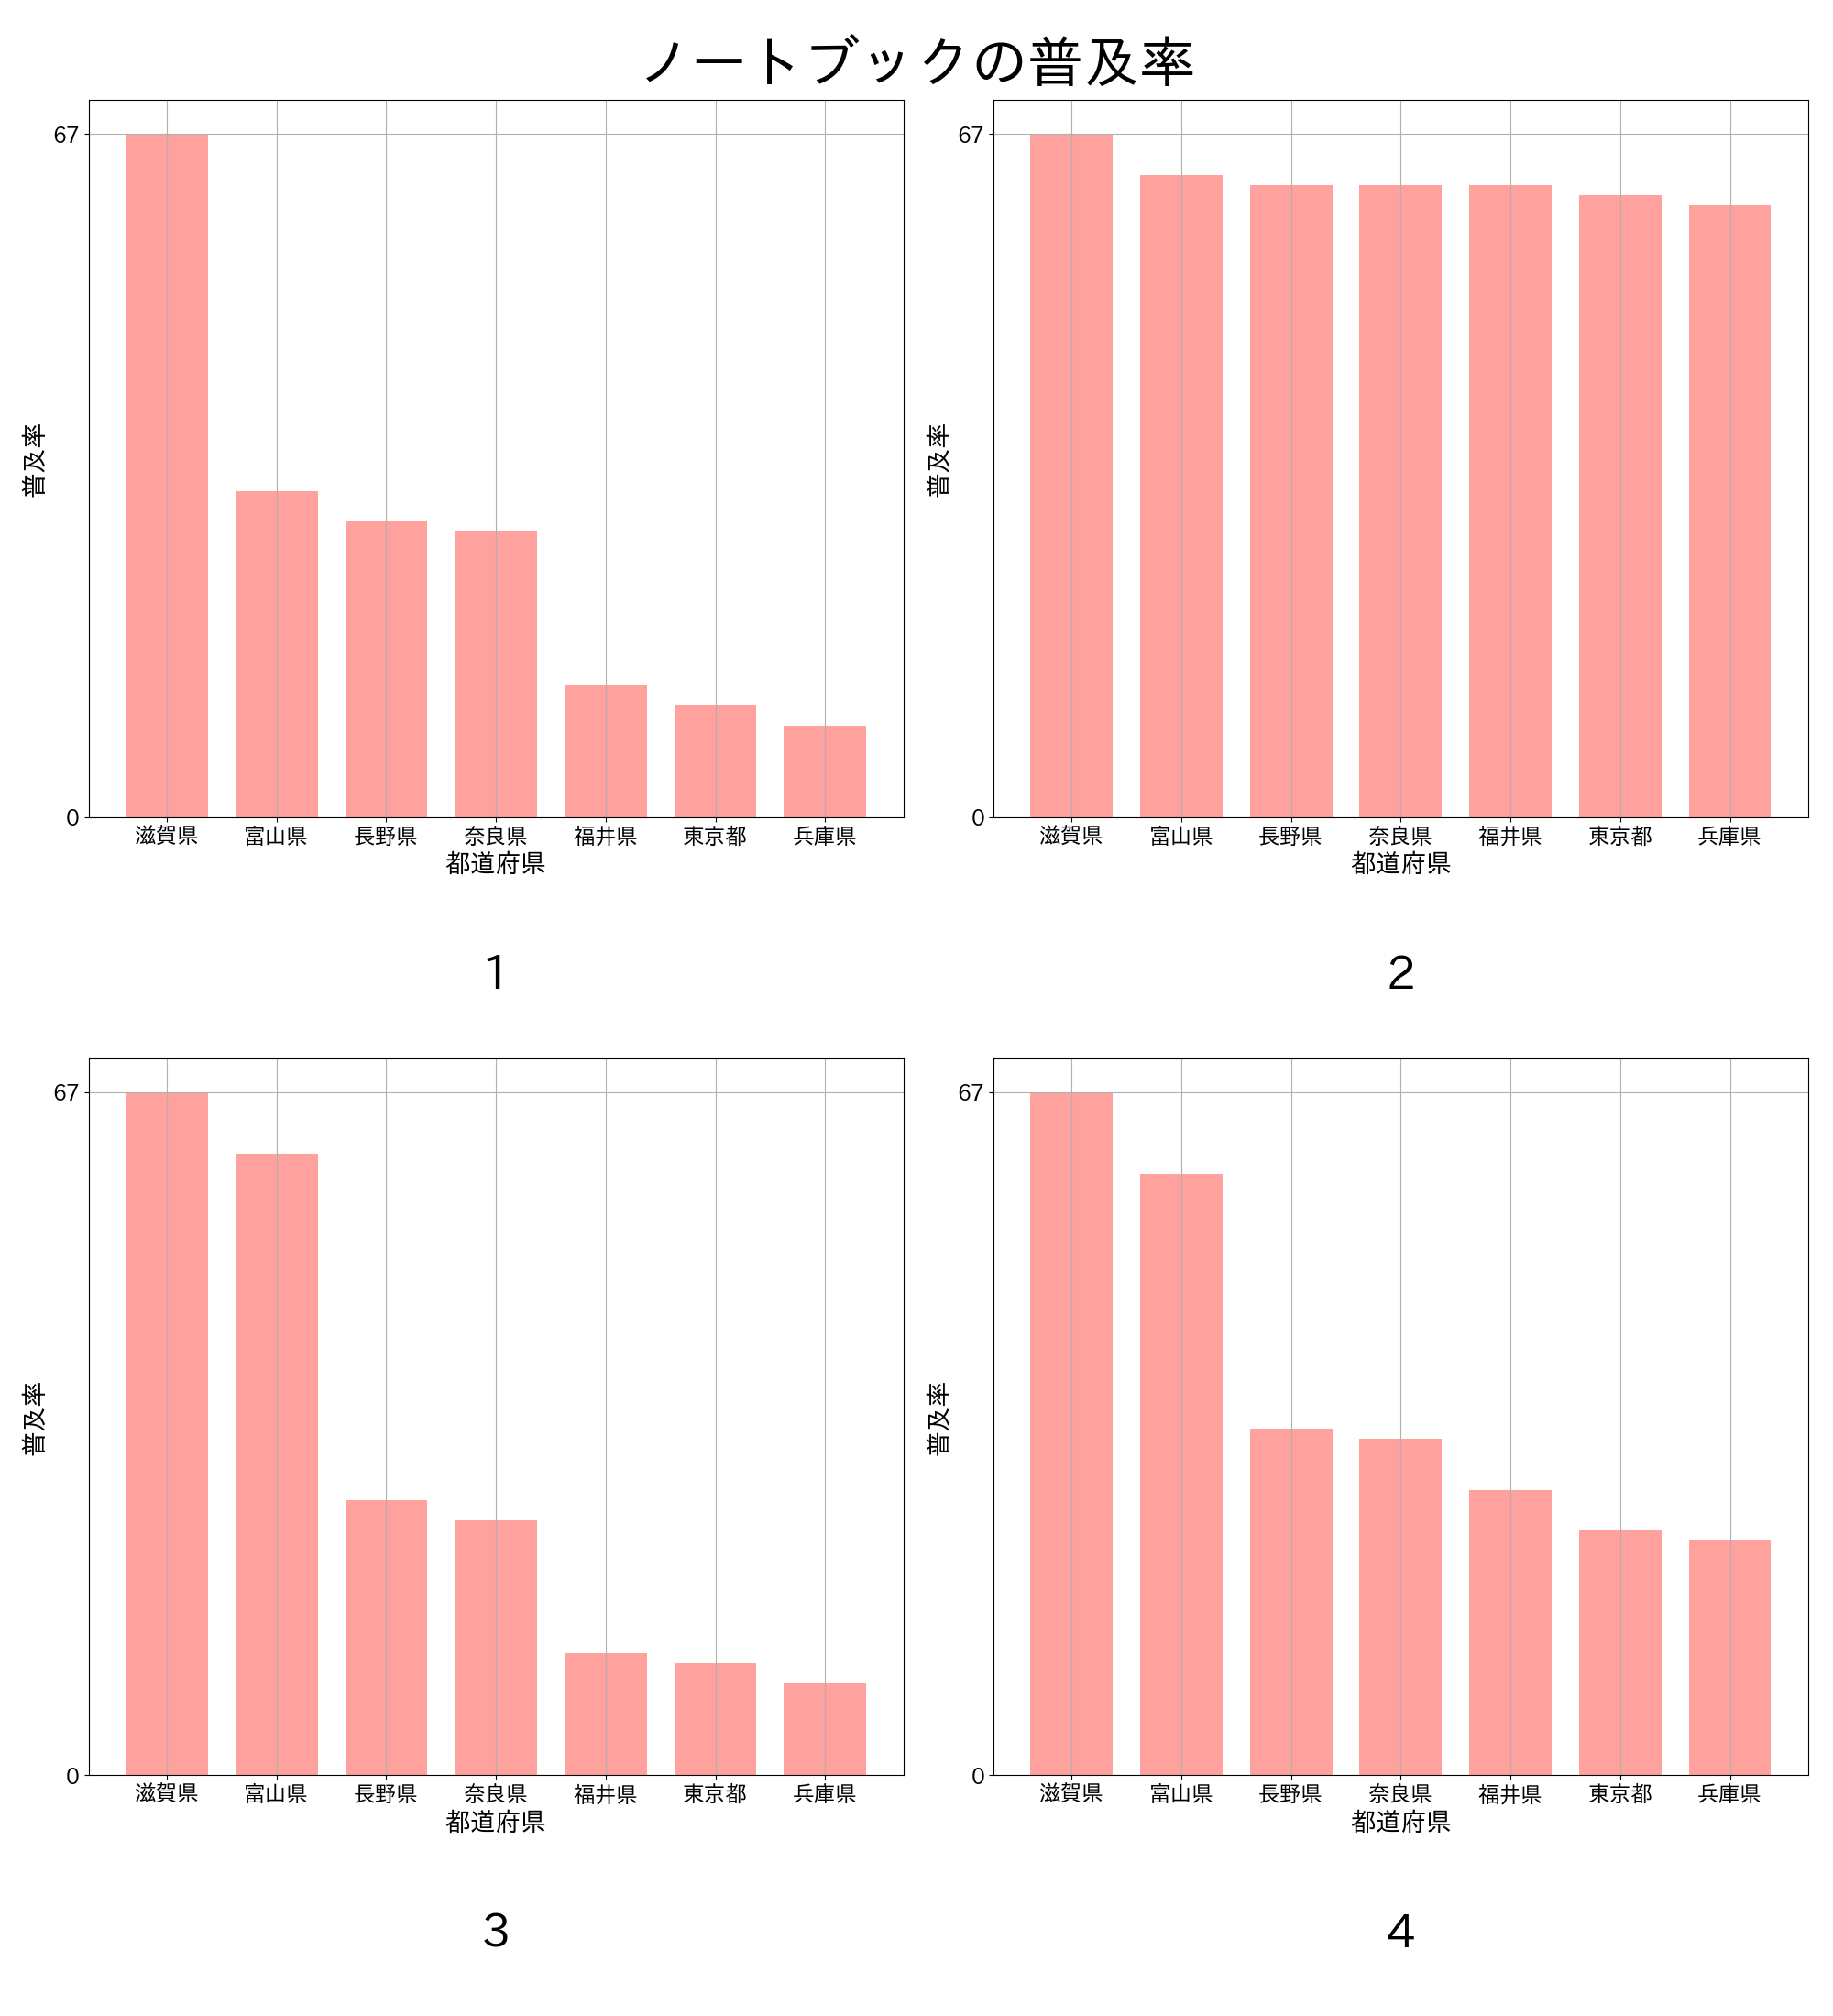 ノートブックの普及率
67
0
普及率
滋賀県 富山県 長野県 奈良県 福井県 東京都 兵庫県
都道府県
1
67
0
普及率
滋賀県 富山県 長野県 奈良県 福井県 東京都 兵庫県
都道府県
2
67
0
普及率
滋賀県 富山県 長野県 奈良県 福井県 東京都 兵庫県
都道府県
3
67
0
普及率
滋賀県 富山県 長野県 奈良県 福井県 東京都 兵庫県
都道府県
4